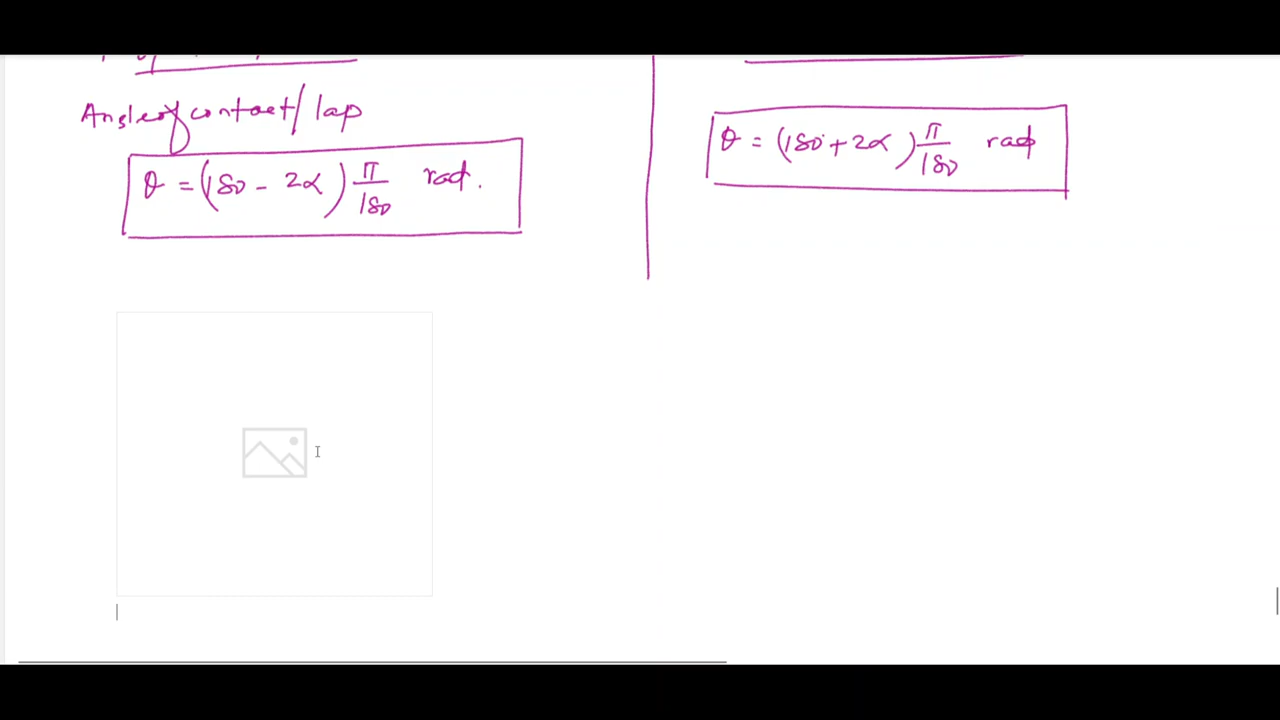 Angle of contact/ lap
θ = (180 - 2α) π/180 rad.
θ = (180° + 2α) π/180 rad